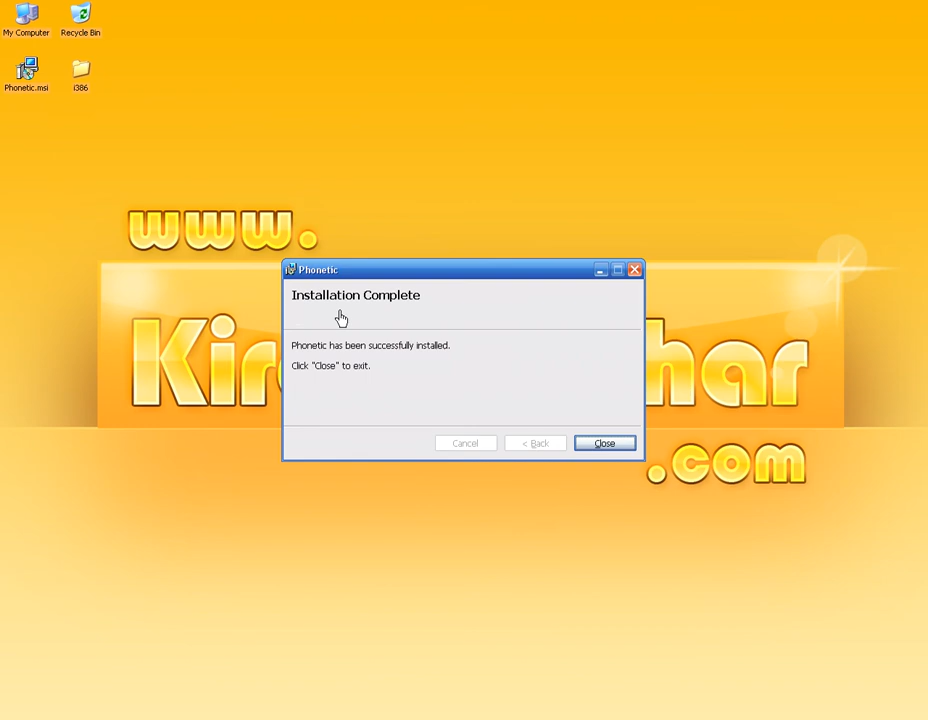 My Computer
Recycle Bin
Phonetic.msi
i386
www.
Phonetic
Installation Complete
Phonetic has been successfully installed.
Click "Close" to exit.
Cancel
< Back
Close
.com